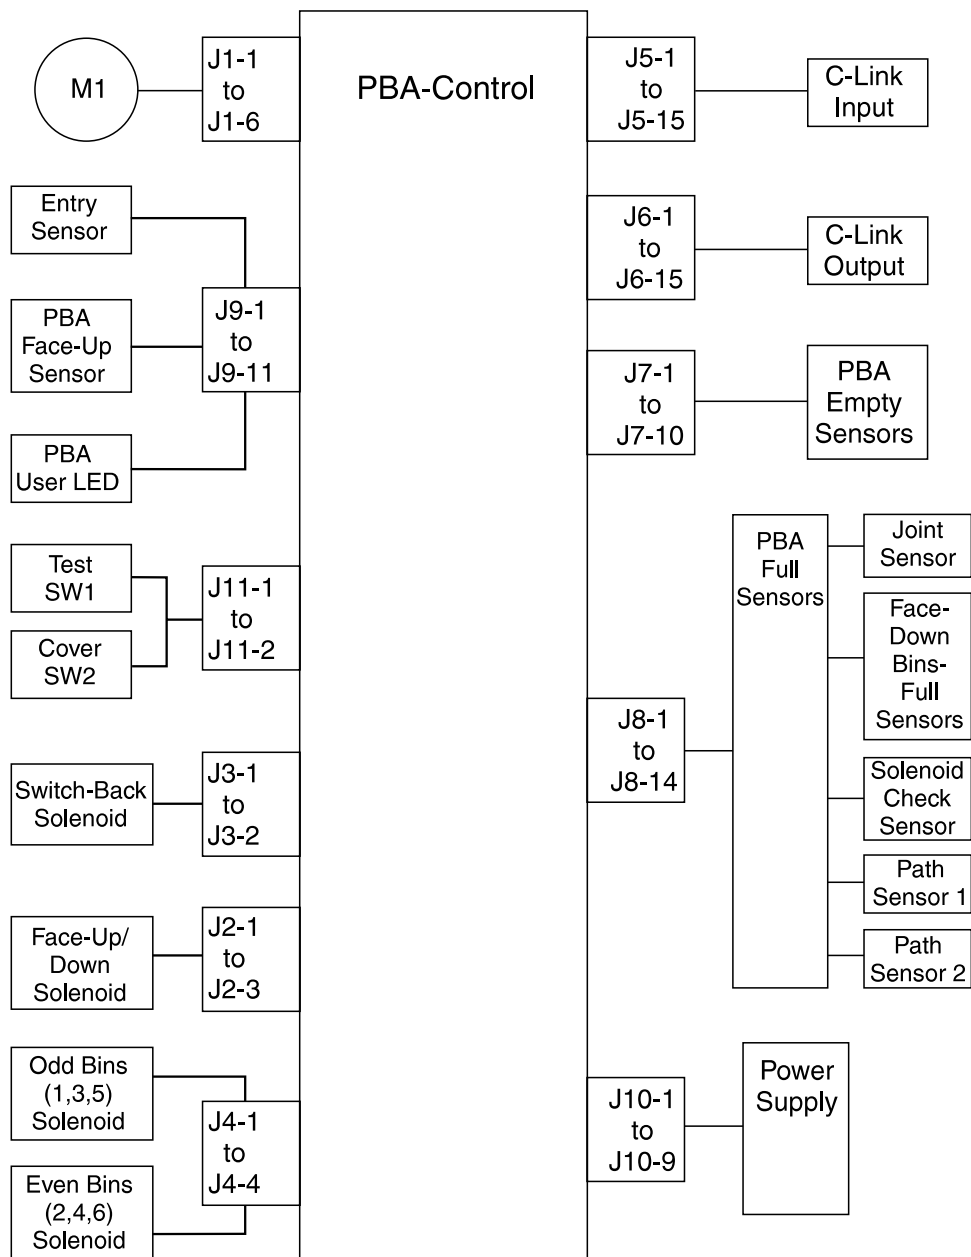 PBA-Control
M1
J1-1
to
J1-6
Entry
Sensor
PBA
Face-Up
Sensor
PBA
User LED
J9-1
to
J9-11
Test
SW1
Cover
SW2
J11-1
to
J11-2
Switch-Back
Solenoid
J3-1
to
J3-2
Face-Up/
Down
Solenoid
J2-1
to
J2-3
Odd Bins
(1,3,5)
Solenoid
Even Bins
(2,4,6)
Solenoid
J4-1
to
J4-4
J5-1
to
J5-15
C-Link
Input
J6-1
to
J6-15
C-Link
Output
J7-1
to
J7-10
PBA
Empty
Sensors
J8-1
to
J8-14
PBA
Full
Sensors
Joint
Sensor
Face-
Down
Bins-
Full
Sensors
Solenoid
Check
Sensor
Path
Sensor 1
Path
Sensor 2
J10-1
to
J10-9
Power
Supply